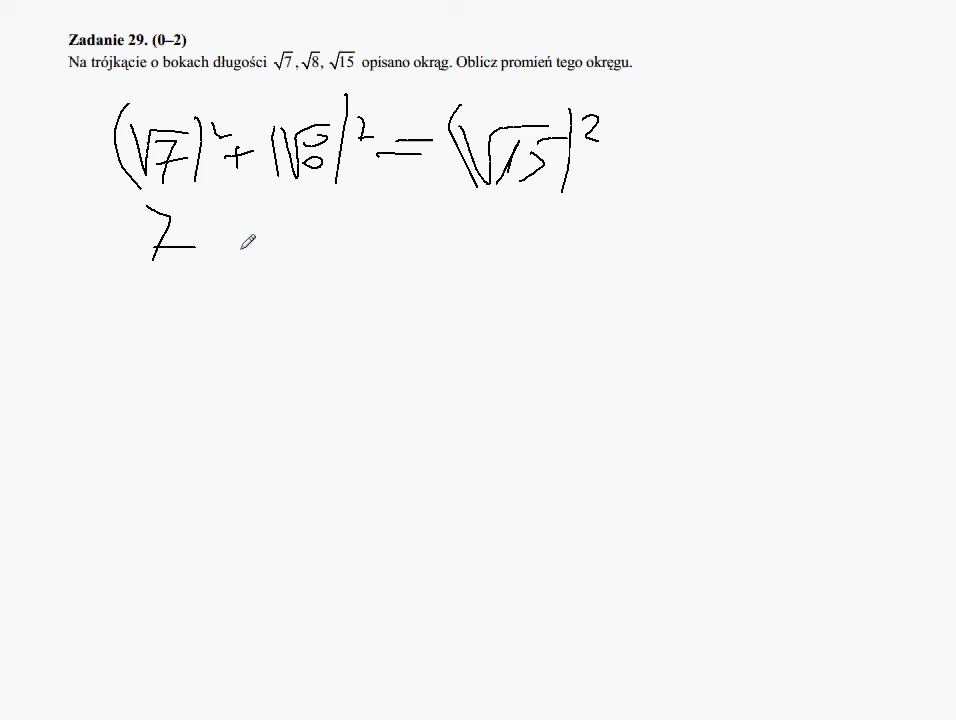 Zadanie 29. (0–2)
Na trójkącie o bokach długości √7, √8, √15 opisano okrąg. Oblicz promień tego okręgu.
(√7)² + (√8)² = (√15)²
7